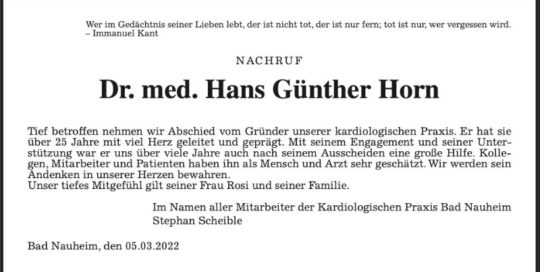 Wer im Gedächtnis seiner Lieben lebt, der ist nicht tot, der ist nur fern; tot ist nur, wer vergessen wird.
– Immanuel Kant
NACHRUF
Dr. med. Hans Günther Horn
Tief betroffen nehmen wir Abschied vom Gründer unserer kardiologischen Praxis. Er hat sie
über 25 Jahre mit viel Herz geleitet und geprägt. Mit seinem Engagement und seiner Unter-
stützung war er uns über viele Jahre auch nach seinem Ausscheiden eine große Hilfe. Kolle-
gen, Mitarbeiter und Patienten haben ihn als Mensch und Arzt sehr geschätzt. Wir werden sein
Andenken in unserer Herzen bewahren.
Unser tiefes Mitgefühl gilt seiner Frau Rosi und seiner Familie.
Im Namen aller Mitarbeiter der Kardiologischen Praxis Bad Nauheim
Stephan Scheible
Bad Nauheim, den 05.03.2022